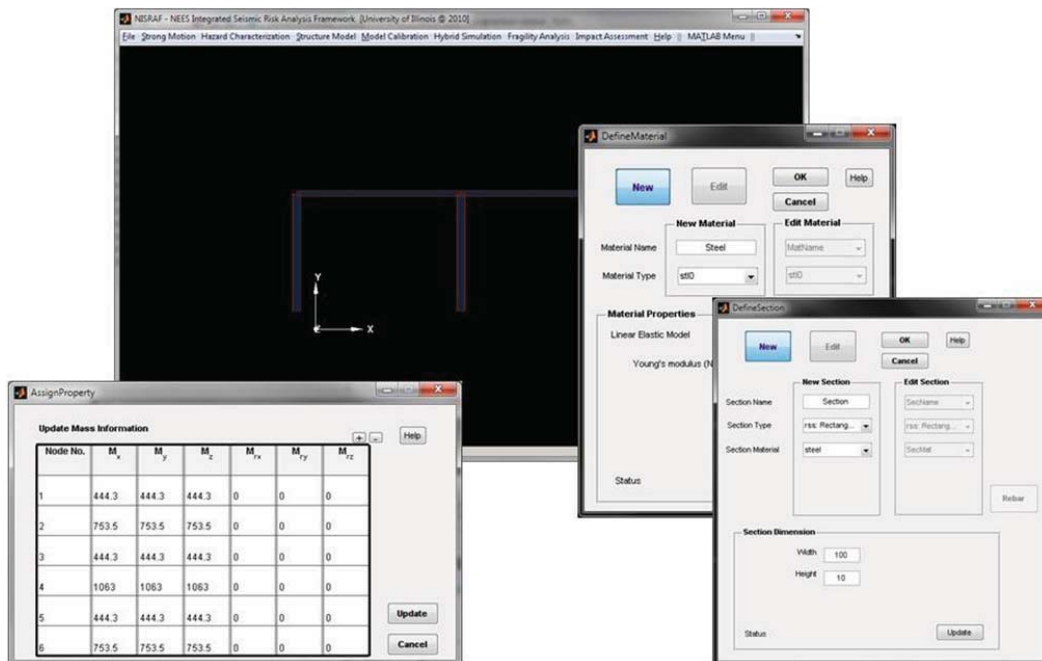 NISRAF - NEES Integrated Seismic Risk Analysis Framework [University of Illinois @ 2010]
File Strong Motion Hazard Characterization Structure Model Model Calibration Hybrid Simulation Fragility Analysis Impact Assessment Help || MATLAB Menu ||
Y
X
DefineMaterial
New
Edit
OK
Help
Cancel
New Material
Edit Material
Material Name
Steel
MatName
Material Type
stl0
stl0
Material Properties
Linear Elastic Model
Young's modulus (N
Status
DefineSection
New
Edit
OK
Help
Cancel
New Section
Edit Section
Section Name
Section
SecName
Section Type
rss: Rectang...
rss: Rectang...
Section Material
steel
SecMat
Rebar
Section Dimension
Width 100
Height 10
Status
Update
AssignProperty
Update Mass Information
+ -
Help
Node No. Mx My Mz Mrx Mry Mrz
1 444.3 444.3 444.3 0 0 0
2 753.5 753.5 753.5 0 0 0
3 444.3 444.3 444.3 0 0 0
4 1063 1063 1063 0 0 0
5 444.3 444.3 444.3 0 0 0
6 753.5 753.5 753.5 0 0 0
Update
Cancel